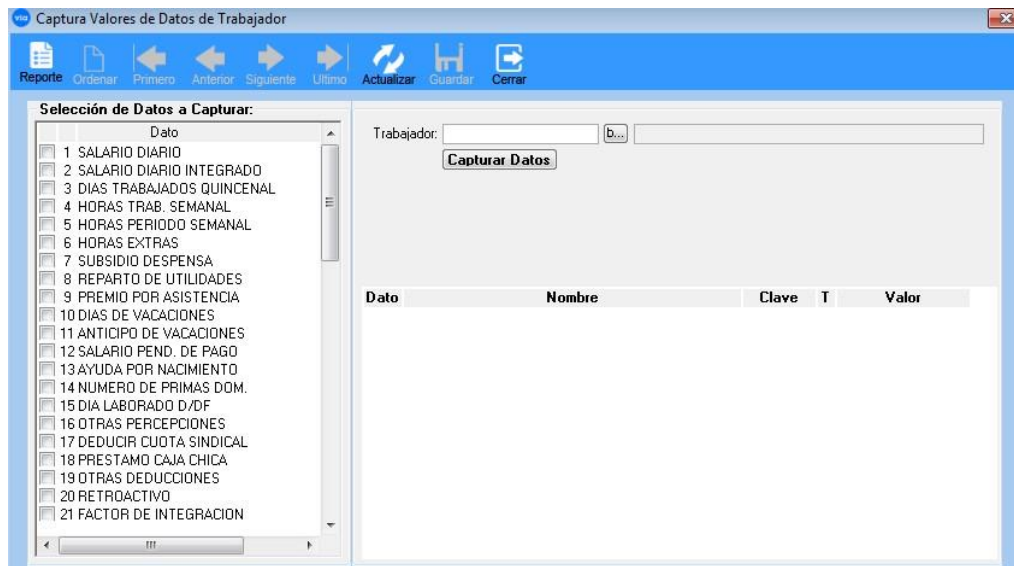 via Captura Valores de Datos de Trabajador
Reporte Ordenar Primero Anterior Siguiente Ultimo Actualizar Guardar Cerrar
Selección de Datos a Capturar:
Dato
1 SALARIO DIARIO
2 SALARIO DIARIO INTEGRADO
3 DIAS TRABAJADOS QUINCENAL
4 HORAS TRAB. SEMANAL
5 HORAS PERIODO SEMANAL
6 HORAS EXTRAS
7 SUBSIDIO DESPENSA
8 REPARTO DE UTILIDADES
9 PREMIO POR ASISTENCIA
10 DIAS DE VACACIONES
11 ANTICIPO DE VACACIONES
12 SALARIO PEND. DE PAGO
13 AYUDA POR NACIMIENTO
14 NUMERO DE PRIMAS DOM.
15 DIA LABORADO D/DF
16 OTRAS PERCEPCIONES
17 DEDUCIR CUOTA SINDICAL
18 PRESTAMO CAJA CHICA
19 OTRAS DEDUCCIONES
20 RETROACTIVO
21 FACTOR DE INTEGRACION
Trabajador: b...
Capturar Datos
Dato Nombre Clave T Valor